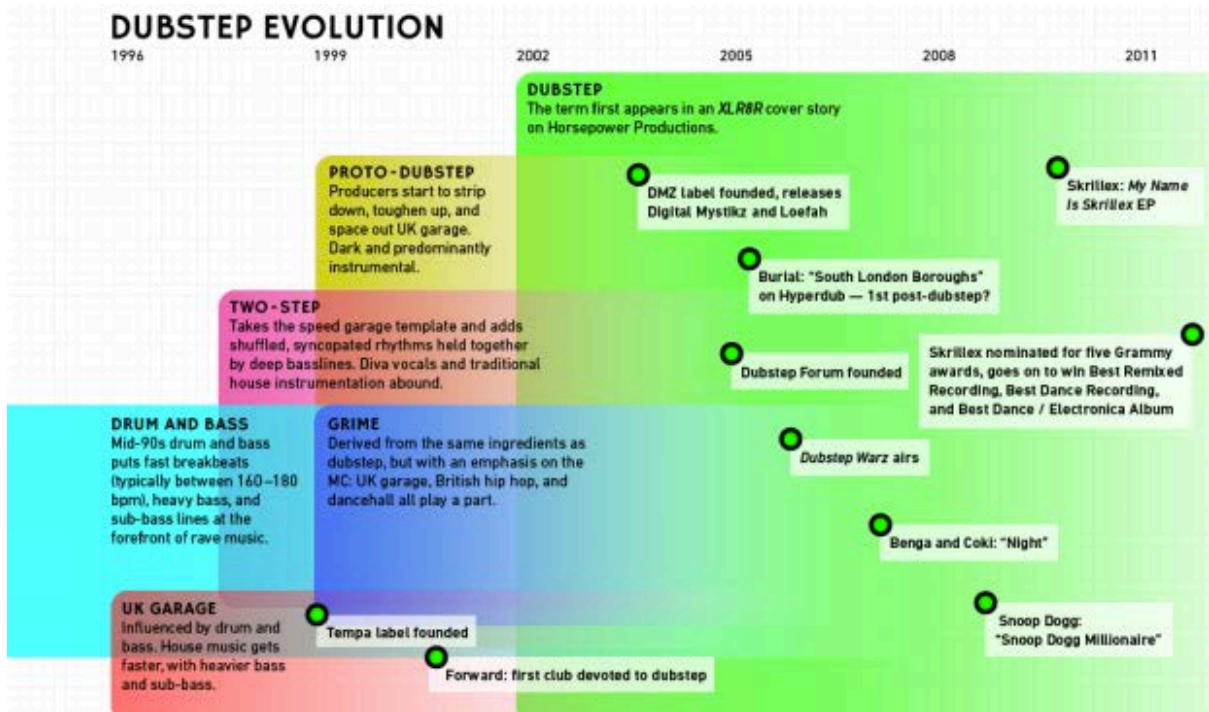 DUBSTEP EVOLUTION
1996 1999 2002 2005 2008 2011
DUBSTEP
The term first appears in an XLR8R cover story
on Horsepower Productions.
PROTO-DUBSTEP
Producers start to strip
down, toughen up, and
space out UK garage.
Dark and predominantly
instrumental.
DMZ label founded, releases
Digital Mystikz and Loefah
Skrillex: My Name
Is Skrillex EP
Burial: "South London Boroughs"
on Hyperdub — 1st post-dubstep?
TWO-STEP
Takes the speed garage template and adds
shuffled, syncopated rhythms held together
by deep basslines. Diva vocals and traditional
house instrumentation abound.
Dubstep Forum founded
Skrillex nominated for five Grammy
awards, goes on to win Best Remixed
Recording, Best Dance Recording,
and Best Dance / Electronica Album
DRUM AND BASS
Mid-90s drum and bass
puts fast breakbeats
(typically between 160–180
bpm), heavy bass, and
sub-bass lines at the
forefront of rave music.
GRIME
Derived from the same ingredients as
dubstep, but with an emphasis on the
MC: UK garage, British hip hop, and
dancehall all play a part.
Dubstep Warz airs
Benga and Coki: "Night"
UK GARAGE
Influenced by drum and
bass. House music gets
faster, with heavier bass
and sub-bass.
Tempa label founded
Forward: first club devoted to dubstep
Snoop Dogg:
"Snoop Dogg Millionaire"